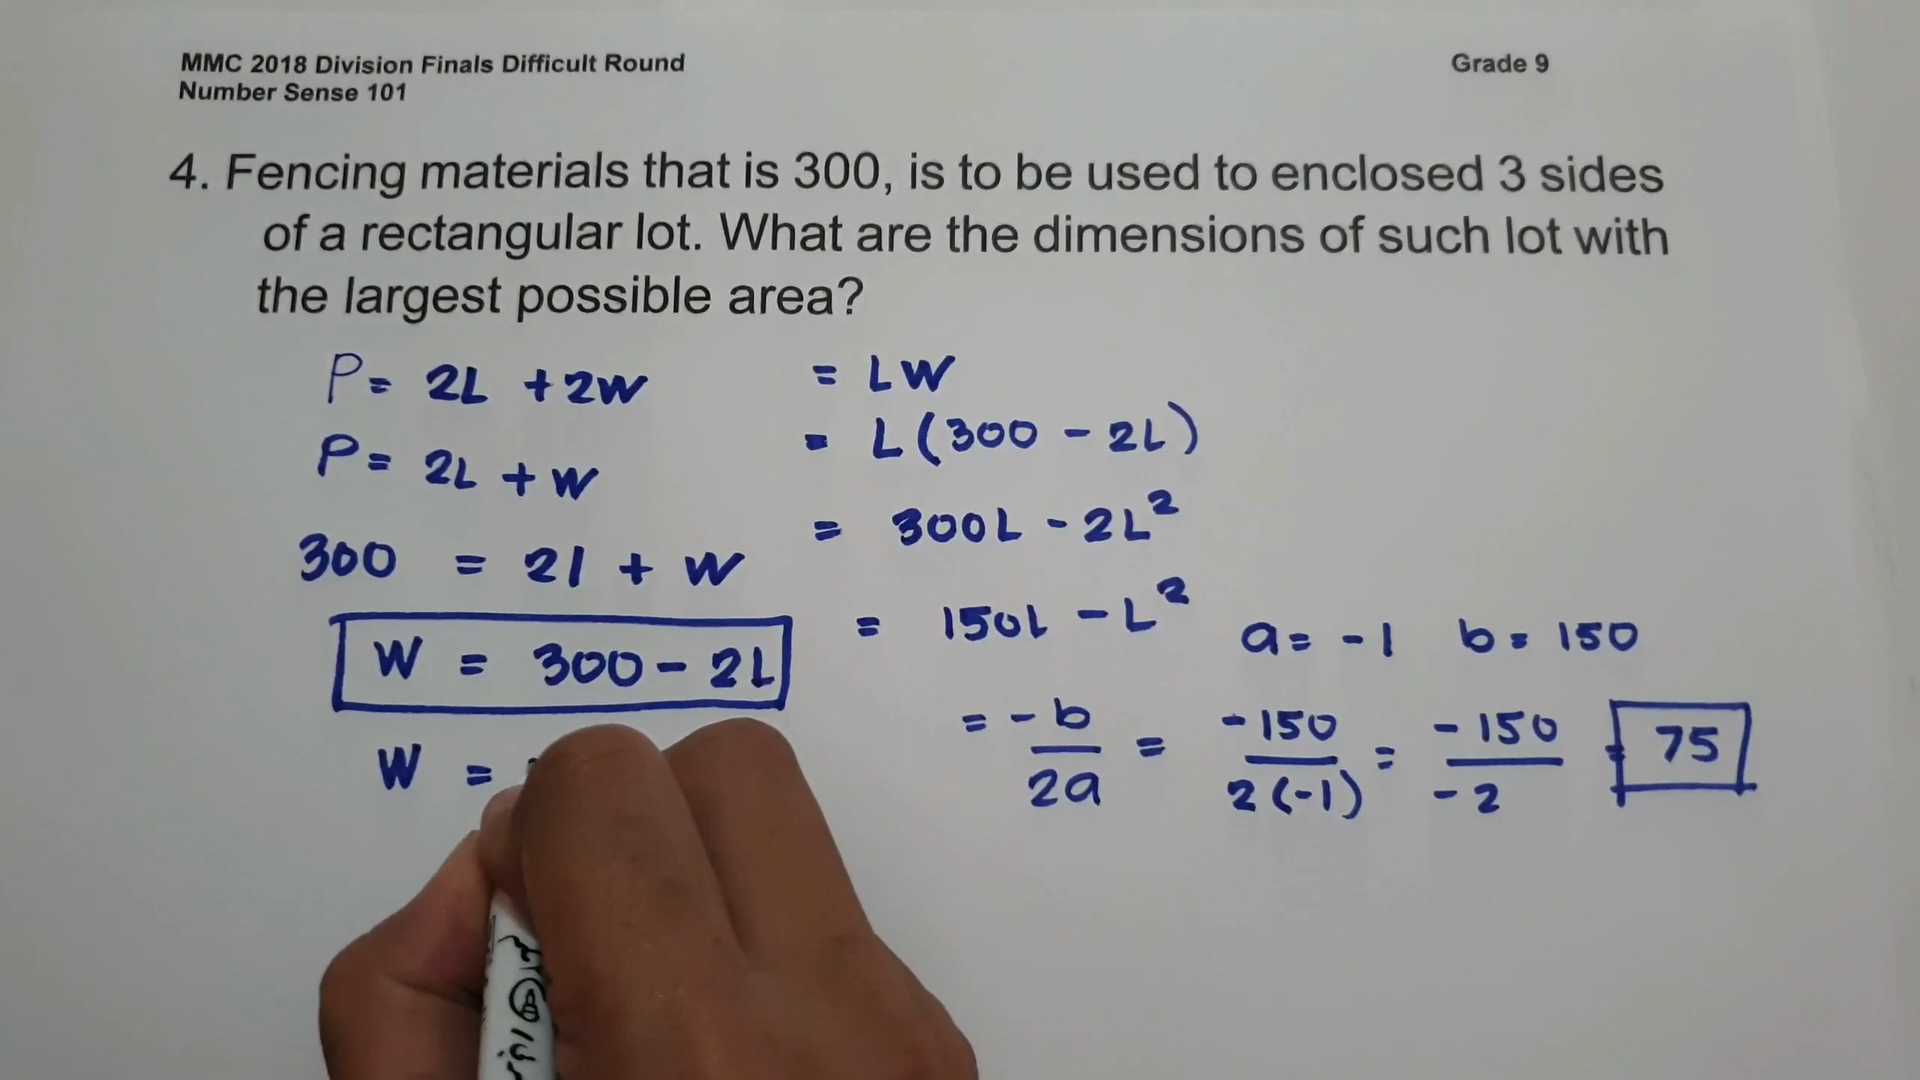 MMC 2018 Division Finals Difficult Round
Grade 9
Number Sense 101
4. Fencing materials that is 300, is to be used to enclosed 3 sides
of a rectangular lot. What are the dimensions of such lot with
the largest possible area?
P = 2L + 2W
P = 2L + W
300 = 2l + W
W = 300 - 2L
W =
= LW
= L(300 - 2L)
= 300L - 2L²
= 150L - L² a = -1 b = 150
= -b/2a = -150/2(-1) = -150/-2 = 75